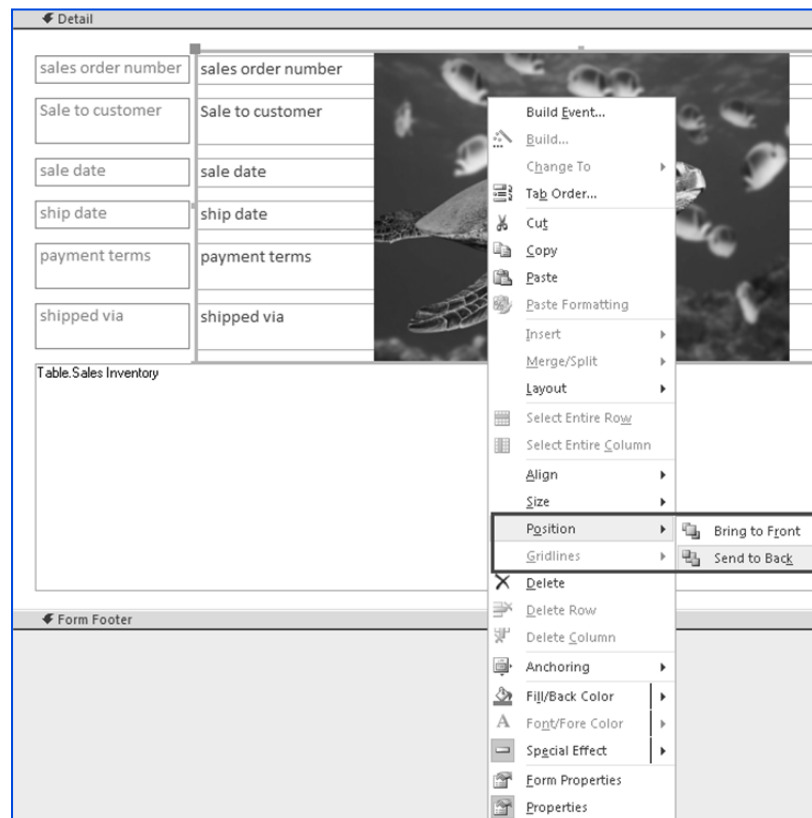 Detail
sales order number sales order number
Sale to customer Sale to customer
sale date sale date
ship date ship date
payment terms payment terms
shipped via shipped via
Table.Sales Inventory
Build Event...
Build...
Change To
Tab Order...
Cut
Copy
Paste
Paste Formatting
Insert
Merge/Split
Layout
Select Entire Row
Select Entire Column
Align
Size
Position
Bring to Front
Gridlines
Send to Back
Delete
Delete Row
Delete Column
Anchoring
Fill/Back Color
Font/Fore Color
Special Effect
Form Properties
Properties
Form Footer